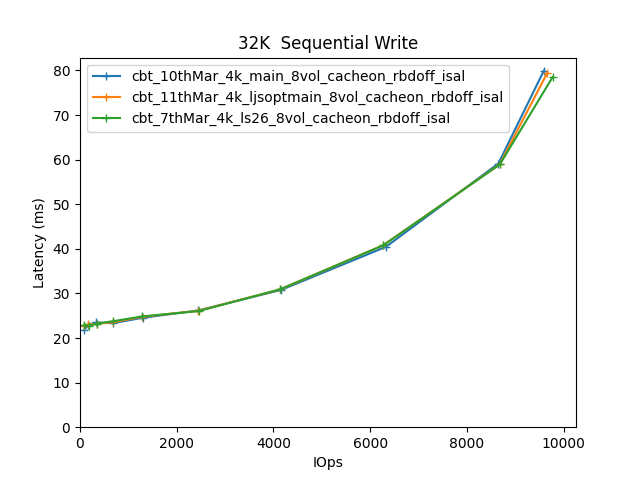 32K  Sequential Write
cbt_10thMar_4k_main_8vol_cacheon_rbdoff_isal
cbt_11thMar_4k_ljsoptmain_8vol_cacheon_rbdoff_isal
cbt_7thMar_4k_ls26_8vol_cacheon_rbdoff_isal
Latency (ms)
80
70
60
50
40
30
20
10
0
0 2000 4000 6000 8000 10000
IOps